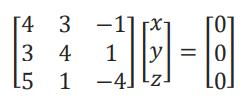 [4 3 −1] [x] [0]
[3 4 1] [y] = [0]
[5 1 −4] [z] [0]